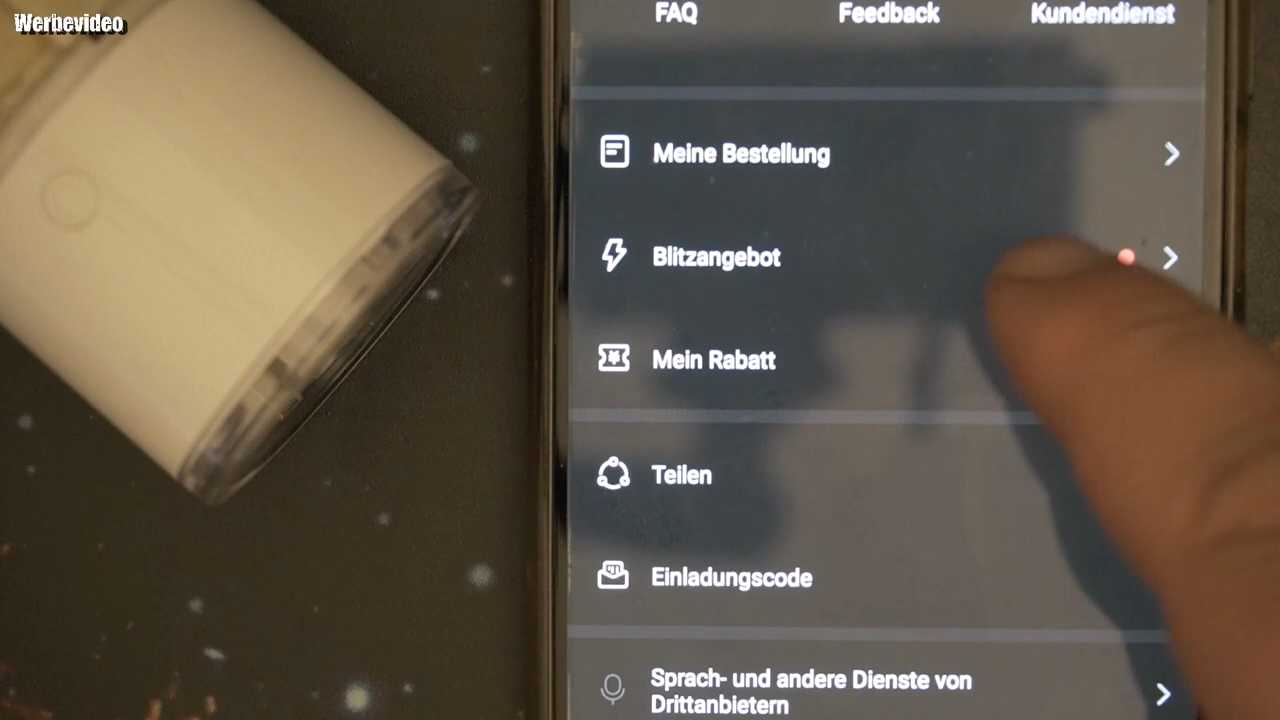 Werbevideo
FAQ Feedback Kundendienst
Meine Bestellung
Blitzangebot
Mein Rabatt
Teilen
Einladungscode
Sprach- und andere Dienste von
Drittanbietern